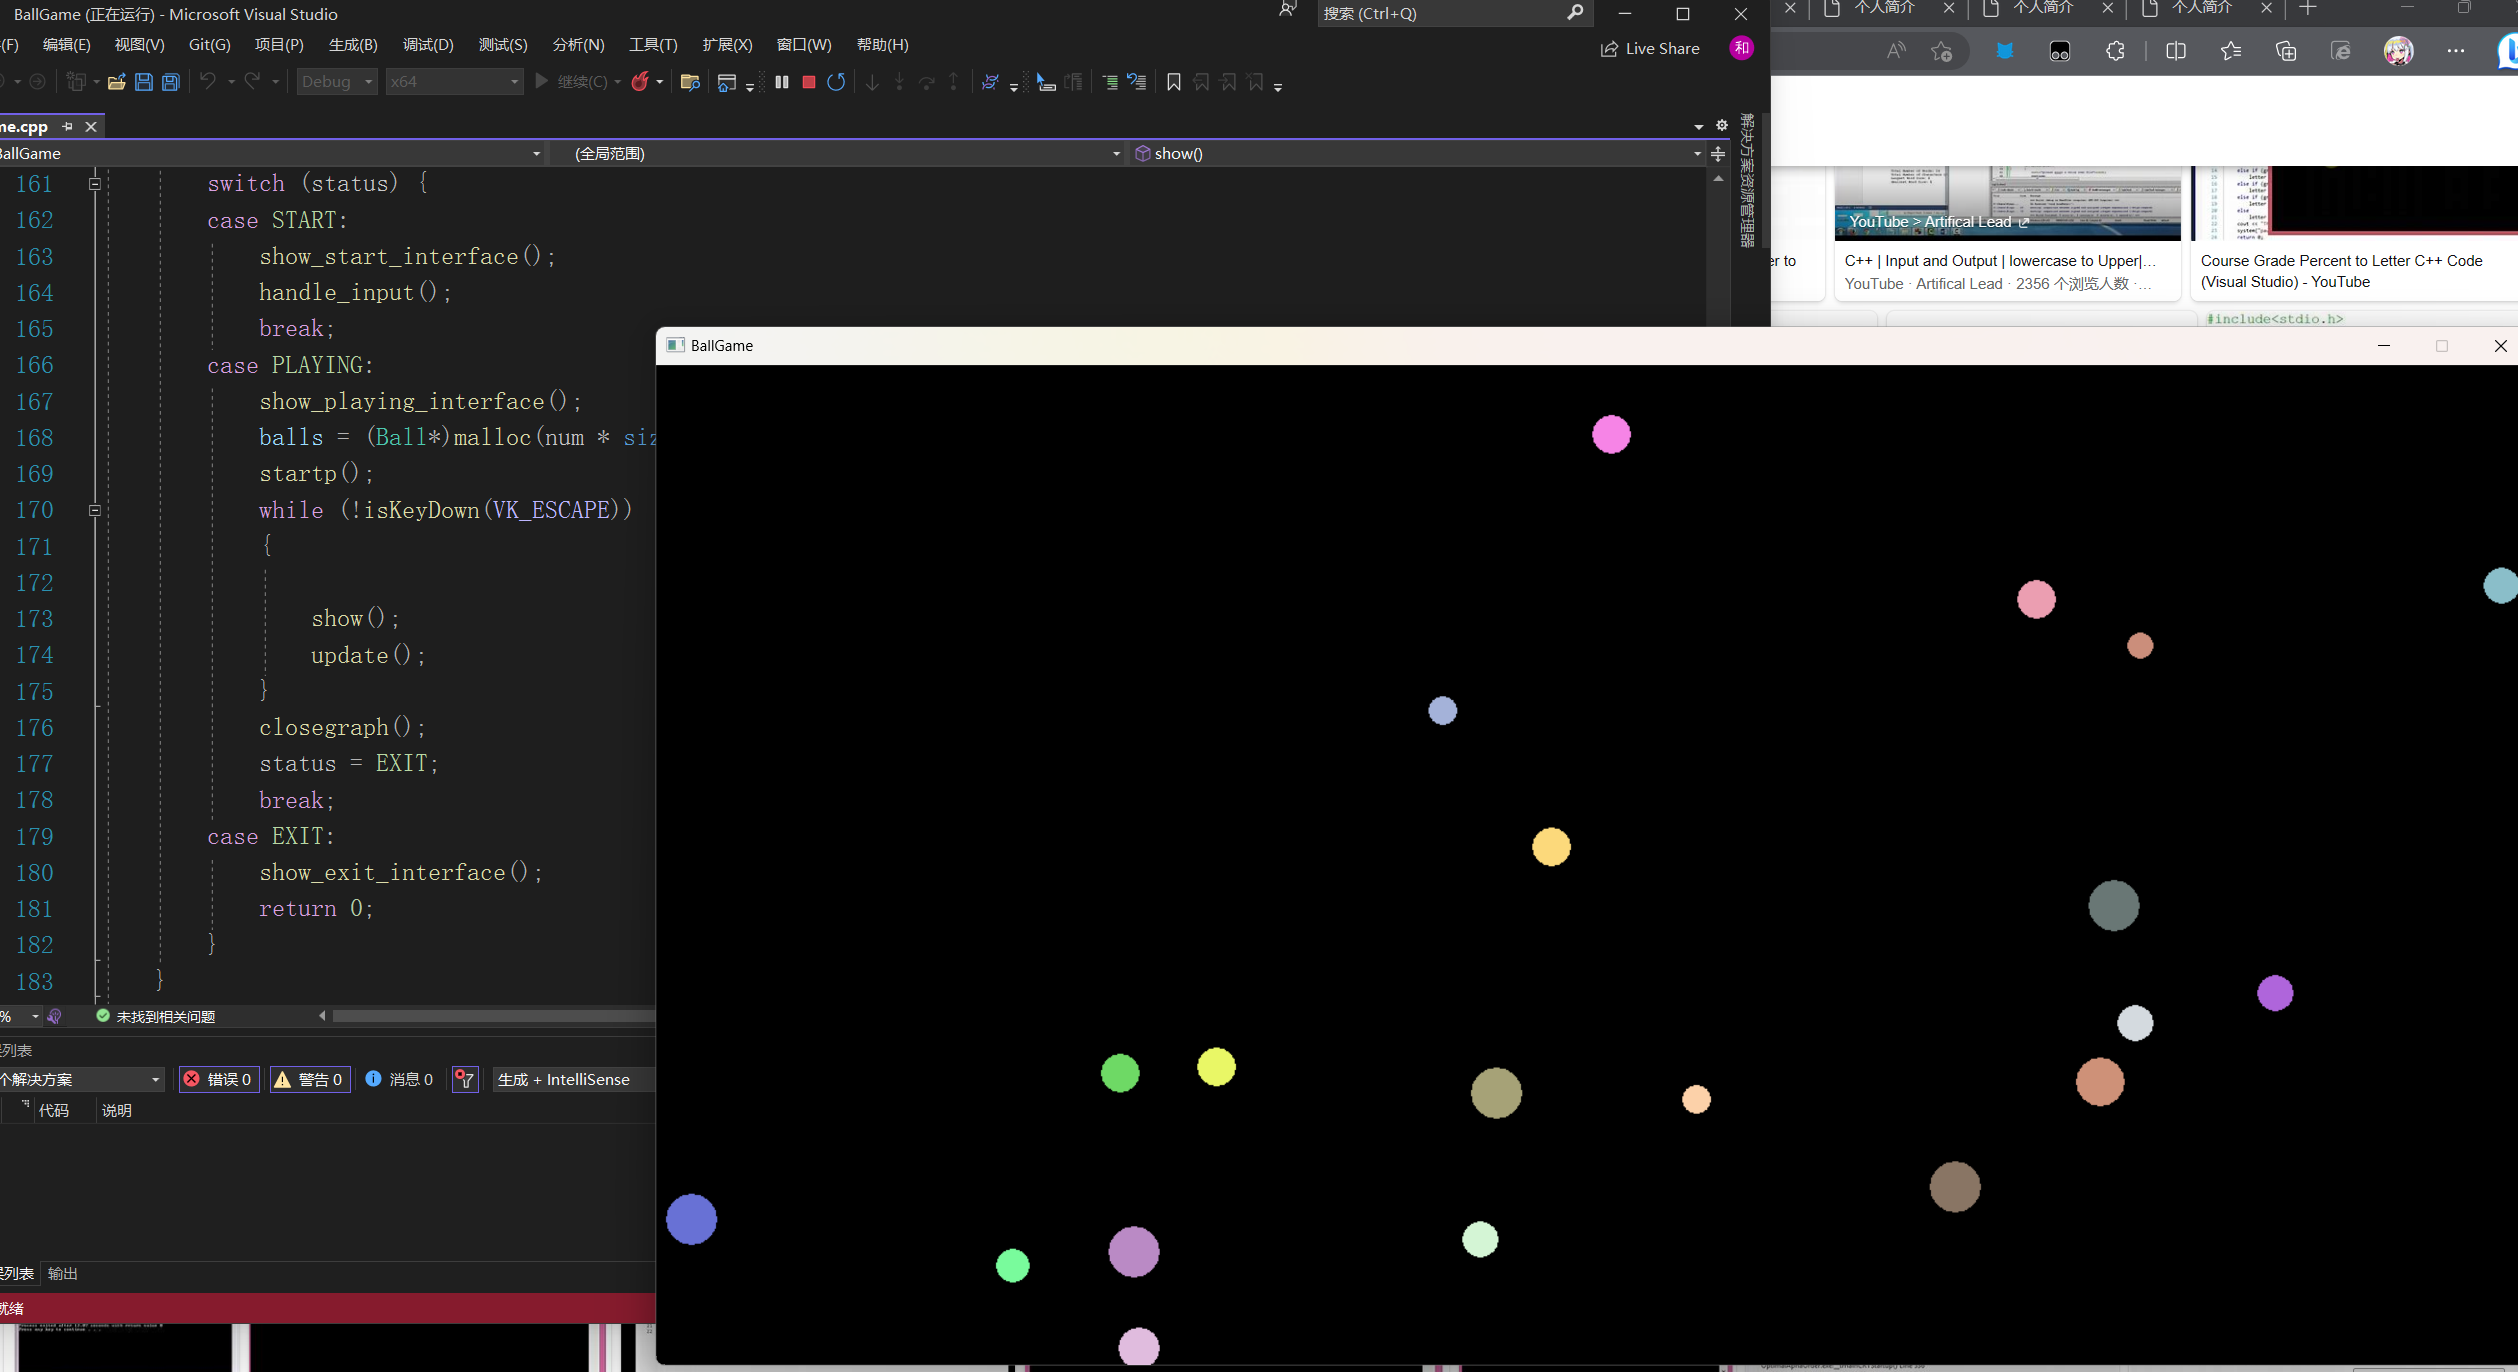 BallGame (正在运行) - Microsoft Visual Studio
搜索 (Ctrl+Q)
(F) 编辑(E) 视图(V) Git(G) 项目(P) 生成(B) 调试(D) 测试(S) 分析(N) 工具(T) 扩展(X) 窗口(W) 帮助(H)
Live Share
和
Debug x64 继续(C)
me.cpp
BallGame (全局范围) show()
解决方案资源管理器
161 switch (status) {
162 case START:
163 show_start_interface();
164 handle_input();
165 break;
166 case PLAYING:
167 show_playing_interface();
168 balls = (Ball*)malloc(num * siz
169 startp();
170 while (!isKeyDown(VK_ESCAPE))
171 {
172
173 show();
174 update();
175 }
176 closegraph();
177 status = EXIT;
178 break;
179 case EXIT:
180 show_exit_interface();
181 return 0;
182 }
183 }
% 未找到相关问题
误列表
个解决方案 错误 0 警告 0 消息 0 生成 + IntelliSense
代码 说明
误列表 输出
就绪
个人简介 个人简介 个人简介
YouTube > Artifical Lead
er to
C++ | Input and Output | lowercase to Upper|...
YouTube · Artifical Lead · 2356 个浏览人数 ·...
Course Grade Percent to Letter C++ Code
(Visual Studio) - YouTube
#include<stdio.h>
BallGame